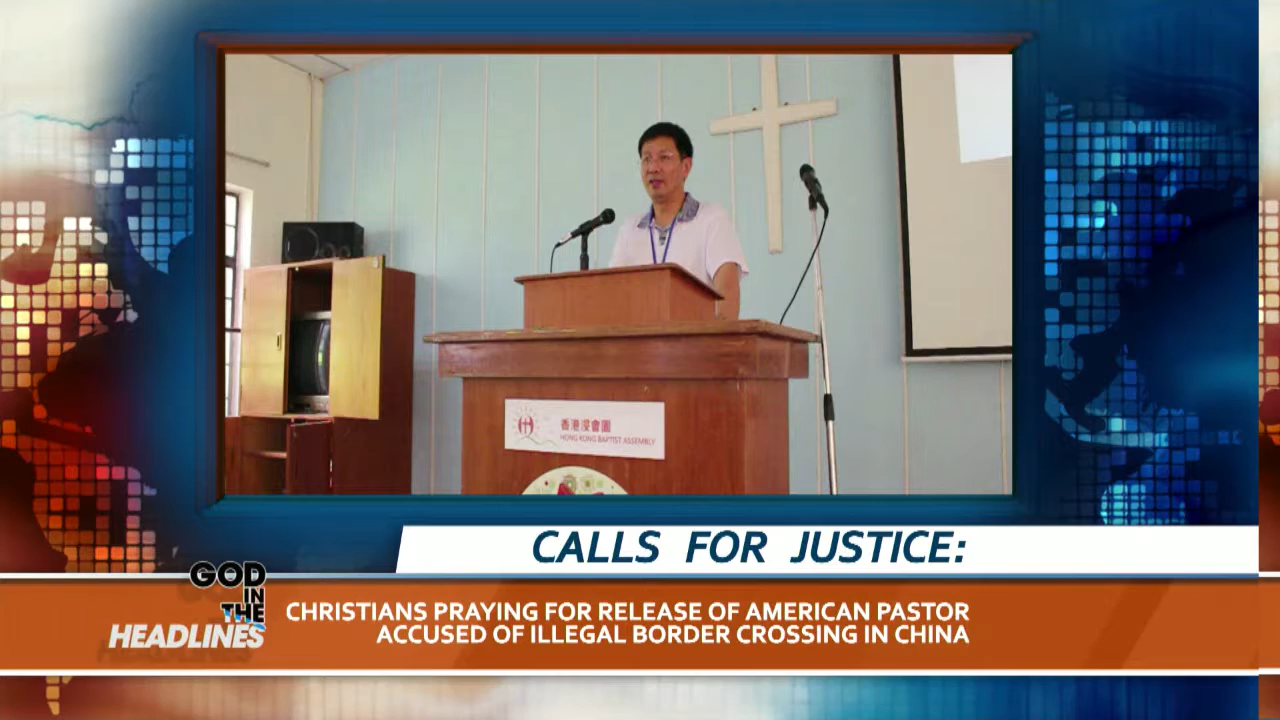 香港浸會園
HONG KONG BAPTIST ASSEMBLY
CALLS FOR JUSTICE:
GOD
IN
THE
HEADLINES
CHRISTIANS PRAYING FOR RELEASE OF AMERICAN PASTOR
ACCUSED OF ILLEGAL BORDER CROSSING IN CHINA